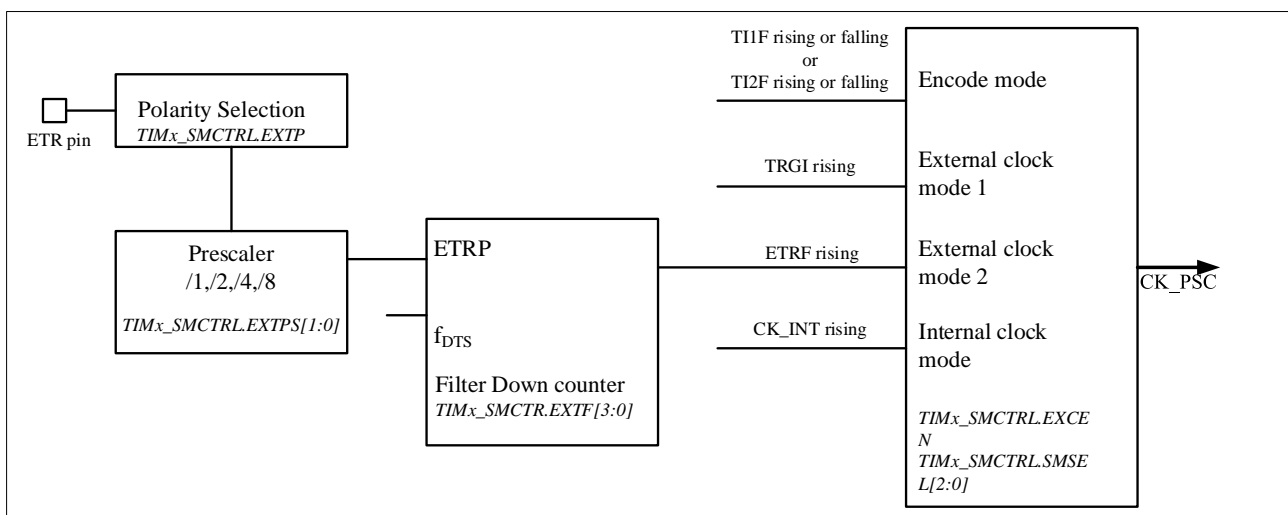 ETR pin
Polarity Selection
TIMx_SMCTRL.EXTP
Prescaler
/1,/2,/4,/8
TIMx_SMCTRL.EXTPS[1:0]
ETRP
fDTS
Filter Down counter
TIMx_SMCTR.EXTF[3:0]
TI1F rising or falling
or
TI2F rising or falling
TRGI rising
ETRF rising
CK_INT rising
Encode mode
External clock
mode 1
External clock
mode 2
Internal clock
mode
TIMx_SMCTRL.EXCE
N
TIMx_SMCTRL.SMSE
L[2:0]
CK_PSC